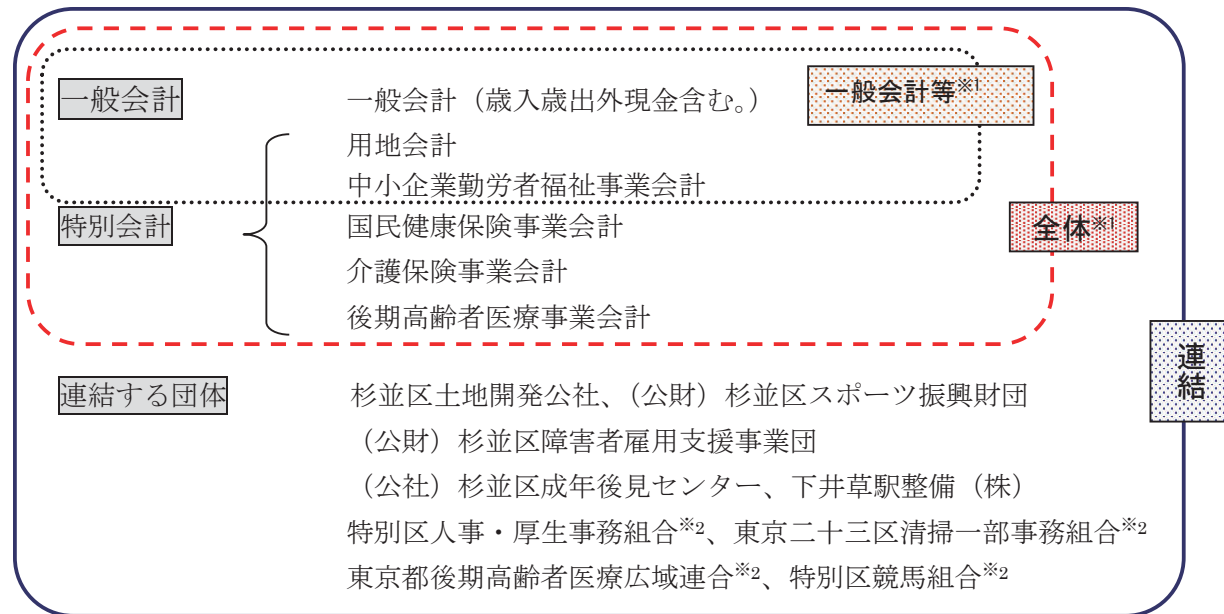 一般会計 一般会計（歳入歳出外現金含む。） 一般会計等※1
用地会計
中小企業勤労者福祉事業会計
特別会計 国民健康保険事業会計 全体※1
介護保険事業会計
後期高齢者医療事業会計
連結
連結する団体 杉並区土地開発公社、（公財）杉並区スポーツ振興財団
（公財）杉並区障害者雇用支援事業団
（公社）杉並区成年後見センター、下井草駅整備（株）
特別区人事・厚生事務組合※2、東京二十三区清掃一部事務組合※2
東京都後期高齢者医療広域連合※2、特別区競馬組合※2